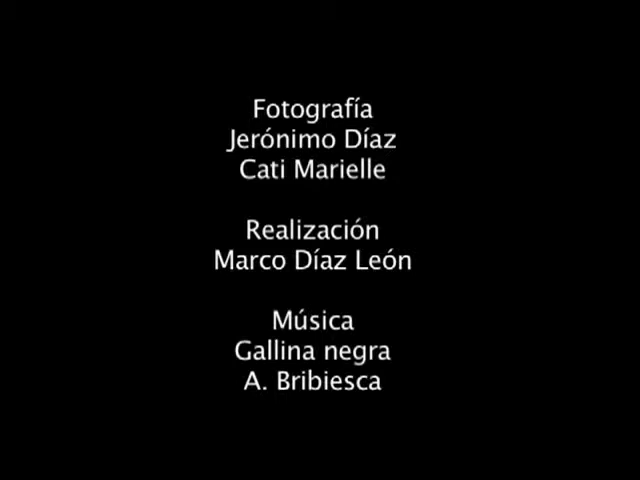 Fotografía
Jerónimo Díaz
Cati Marielle
Realización
Marco Díaz León
Música
Gallina negra
A. Bribiesca